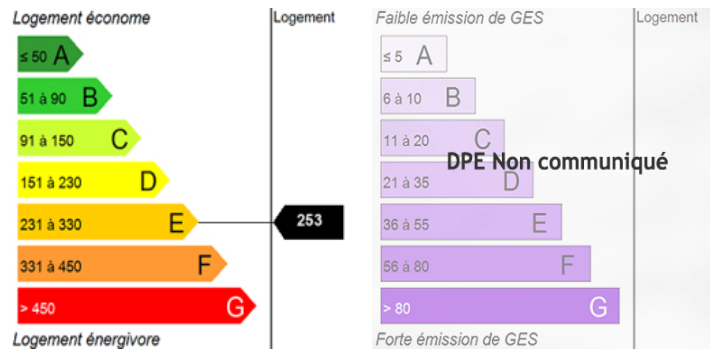 Logement économe
Logement
≤ 50 A
51 à 90 B
91 à 150 C
151 à 230 D
231 à 330 E
253
331 à 450 F
> 450 G
Logement énergivore
Faible émission de GES
Logement
≤ 5 A
6 à 10 B
11 à 20 C
DPE Non communiqué
21 à 35 D
36 à 55 E
56 à 80 F
> 80 G
Forte émission de GES